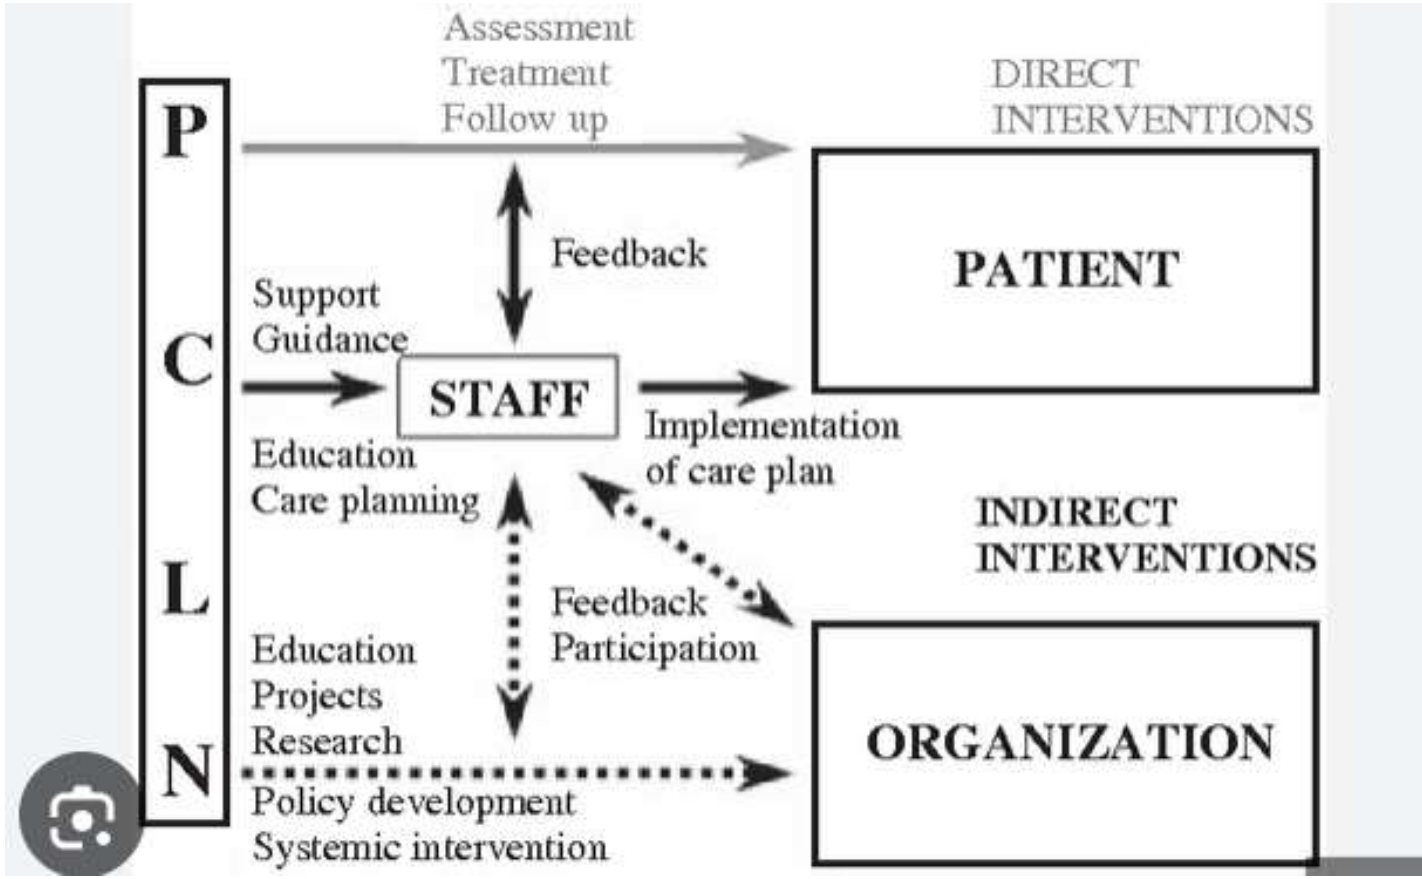 Assessment
Treatment
Follow up
DIRECT
INTERVENTIONS
P
C
L
N
Feedback
PATIENT
Support
Guidance
STAFF
Education
Care planning
Implementation
of care plan
INDIRECT
INTERVENTIONS
Feedback
Participation
Education
Projects
Research
Policy development
Systemic intervention
ORGANIZATION